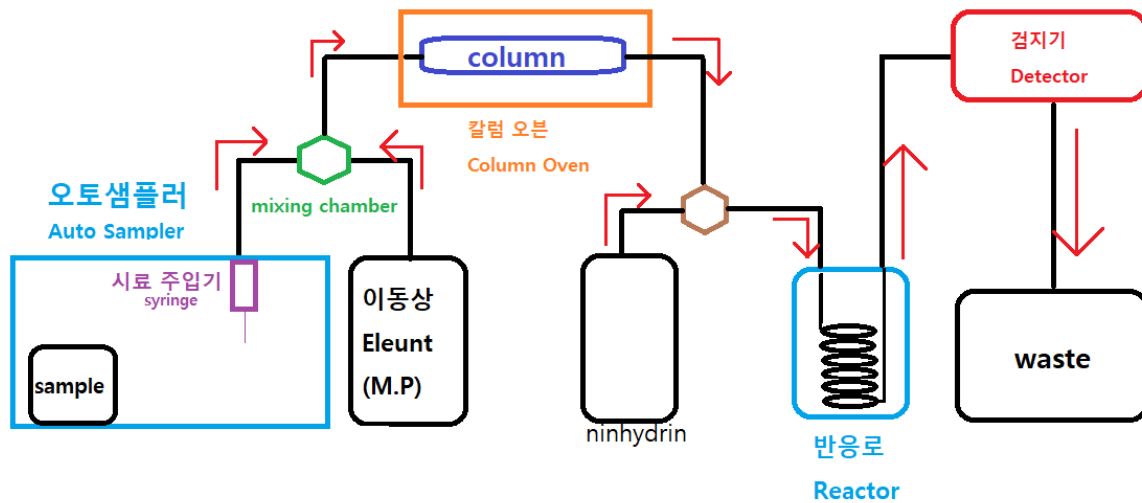 column
검지기
Detector
칼럼 오븐
Column Oven
mixing chamber
오토샘플러
Auto Sampler
시료 주입기
syringe
이동상
Eleunt
(M.P)
sample
ninhydrin
waste
반응로
Reactor